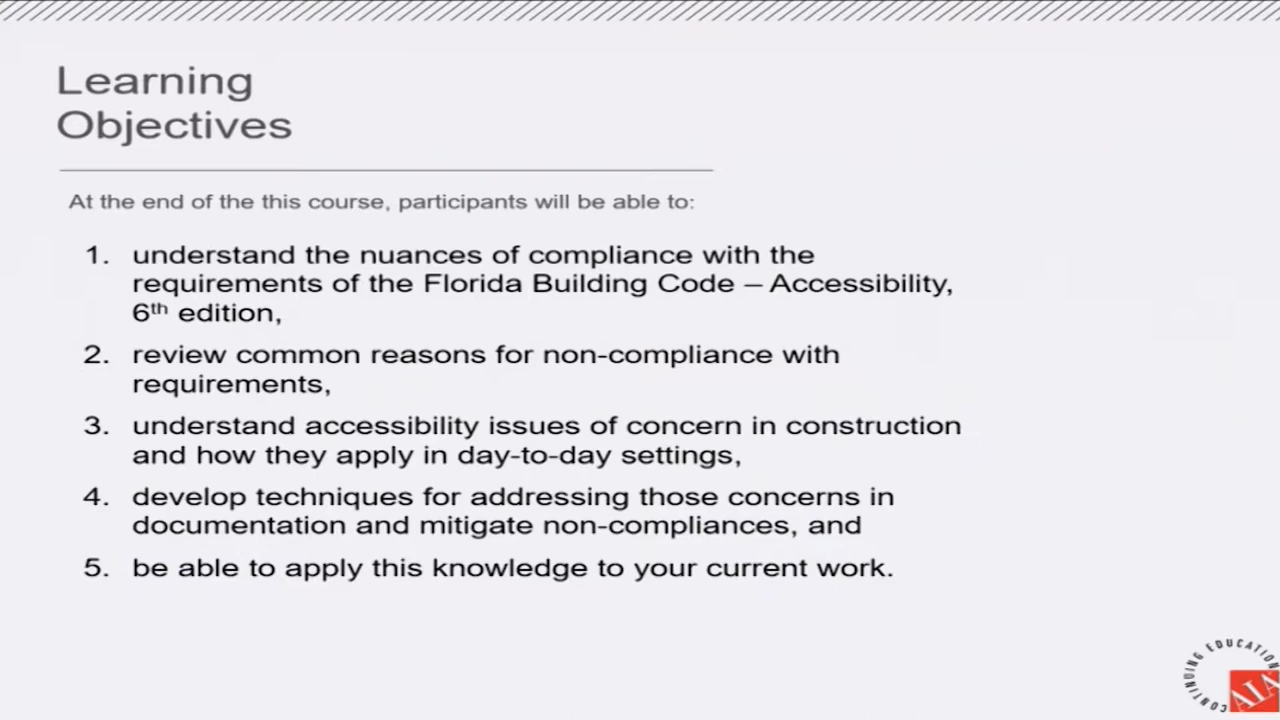 Learning
Objectives
At the end of the this course, participants will be able to:
1. understand the nuances of compliance with the
requirements of the Florida Building Code – Accessibility,
6th edition,
2. review common reasons for non-compliance with
requirements,
3. understand accessibility issues of concern in construction
and how they apply in day-to-day settings,
4. develop techniques for addressing those concerns in
documentation and mitigate non-compliances, and
5. be able to apply this knowledge to your current work.
CONTINUING EDUCATION
AIA